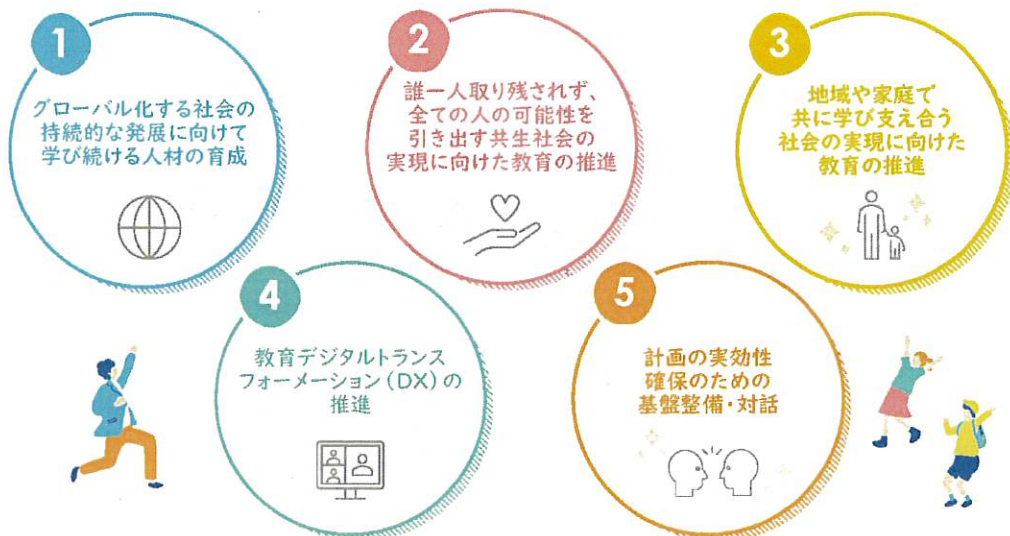 1
グローバル化する社会の
持続的な発展に向けて
学び続ける人材の育成
2
誰一人取り残されず、
全ての人の可能性を
引き出す共生社会の
実現に向けた教育の推進
3
地域や家庭で
共に学び支え合う
社会の実現に向けた
教育の推進
4
教育デジタルトランス
フォーメーション(DX)の
推進
5
計画の実効性
確保のための
基盤整備・対話